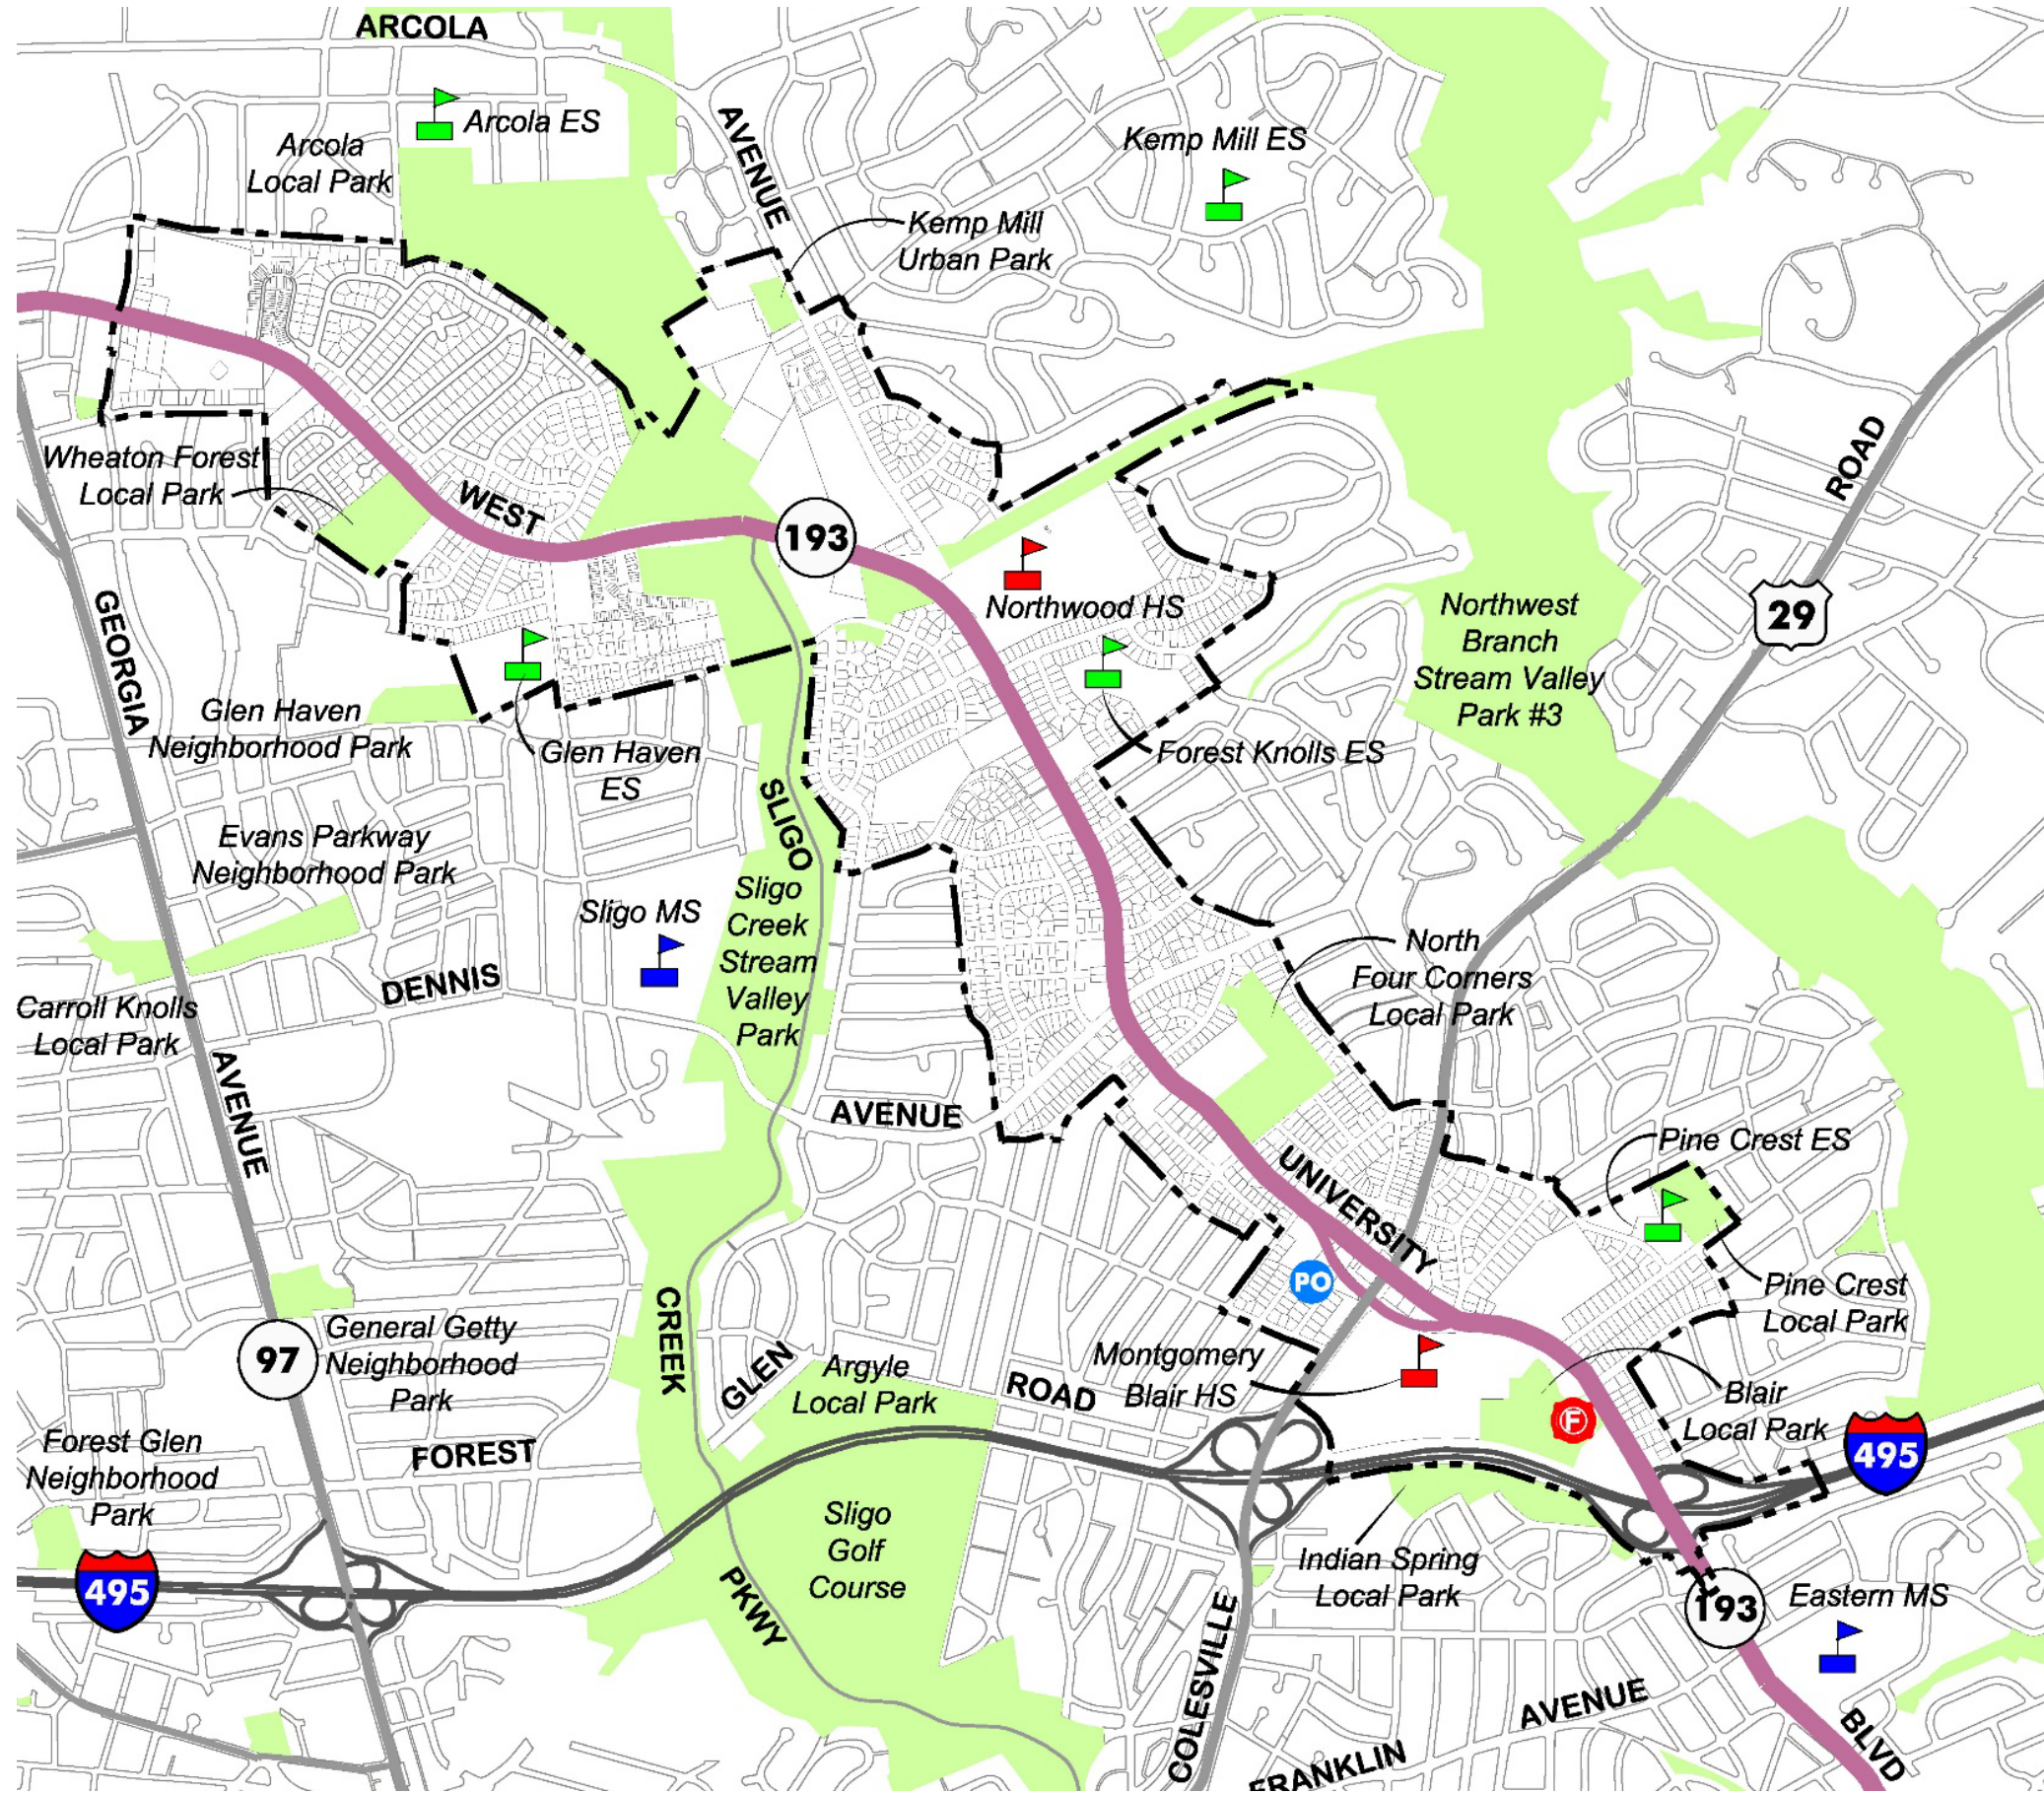 ARCOLA
AVENUE
Arcola ES
Arcola
Local Park
Kemp Mill ES
Kemp Mill
Urban Park
Wheaton Forest
Local Park
WEST
193
ROAD
29
Northwood HS
Northwest
Branch
Stream Valley
Park #3
GEORGIA
Glen Haven
Neighborhood Park
Glen Haven
ES
Forest Knolls ES
SLIGO
Evans Parkway
Neighborhood Park
Sligo MS
Sligo
Creek
Stream
Valley
Park
North
Four Corners
Local Park
DENNIS
Carroll Knolls
Local Park
AVENUE
AVENUE
Pine Crest ES
UNIVERSITY
PO
Pine Crest
Local Park
CREEK
General Getty
Neighborhood
Park
97
GLEN
Argyle
Local Park
ROAD
Montgomery
Blair HS
Blair
Local Park
F
495
Forest Glen
Neighborhood
Park
FOREST
Sligo
Golf
Course
495
Indian Spring
Local Park
193
Eastern MS
PKWY
COLESVILLE
AVENUE
FRANKLIN
BLVD